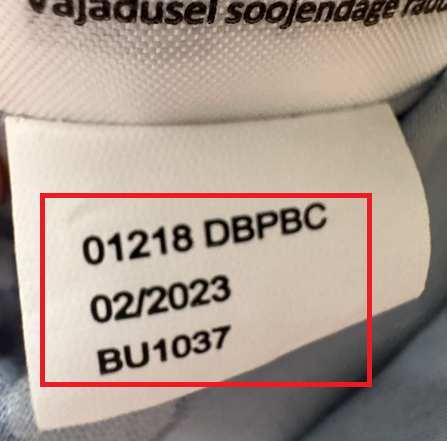 Vajadusel soojendage
01218 DBPBC
02/2023
BU1037